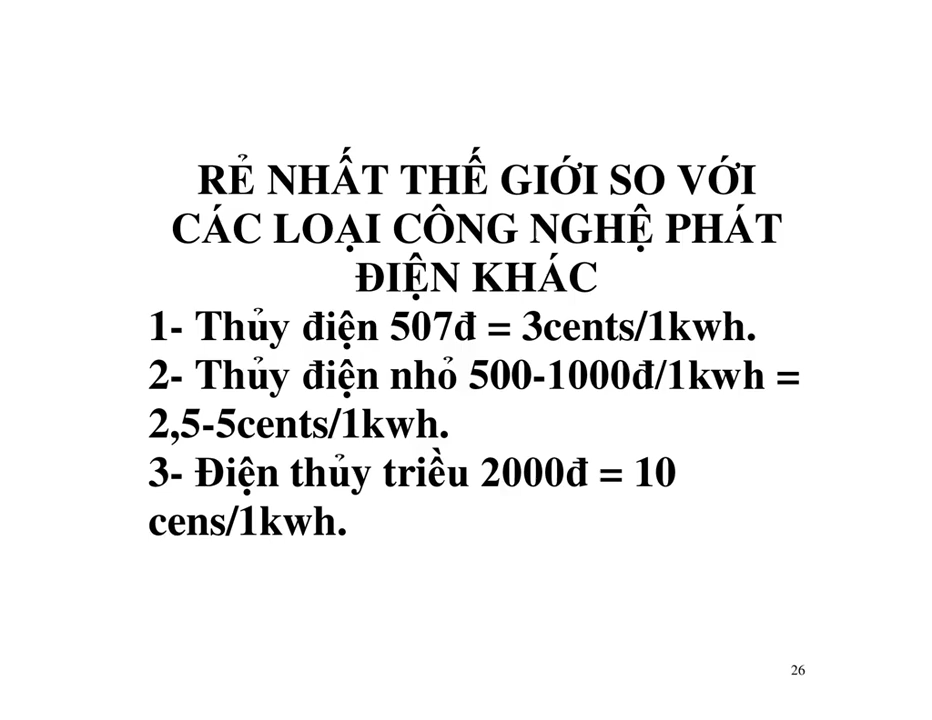 RẺ NHẤT THẾ GIỚI SO VỚI
CÁC LOẠI CÔNG NGHỆ PHÁT
ĐIỆN KHÁC
1- Thủy điện 507đ = 3cents/1kwh.
2- Thủy điện nhỏ 500-1000đ/1kwh =
2,5-5cents/1kwh.
3- Điện thủy triều 2000đ = 10
cens/1kwh.
26